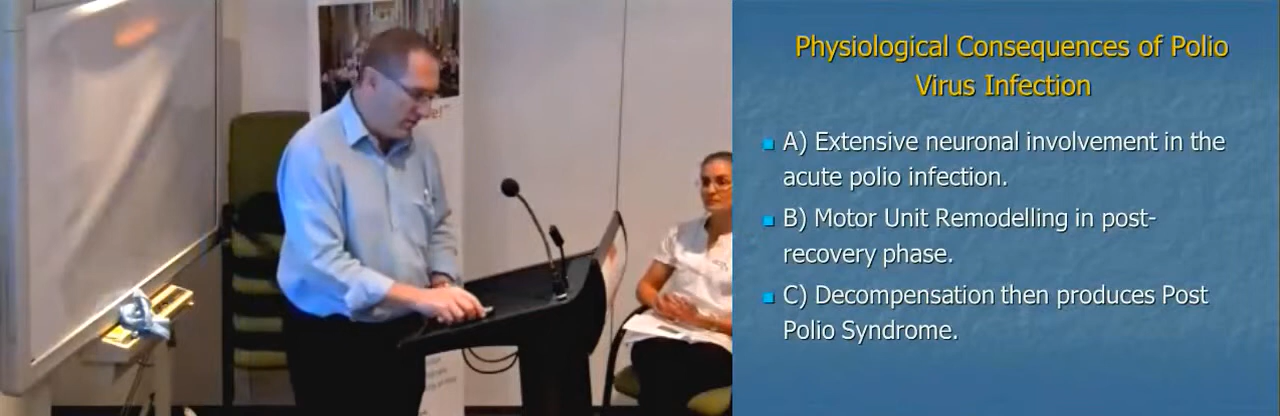 Physiological Consequences of Polio
Virus Infection
A) Extensive neuronal involvement in the
acute polio infection.
B) Motor Unit Remodelling in post-
recovery phase.
C) Decompensation then produces Post
Polio Syndrome.